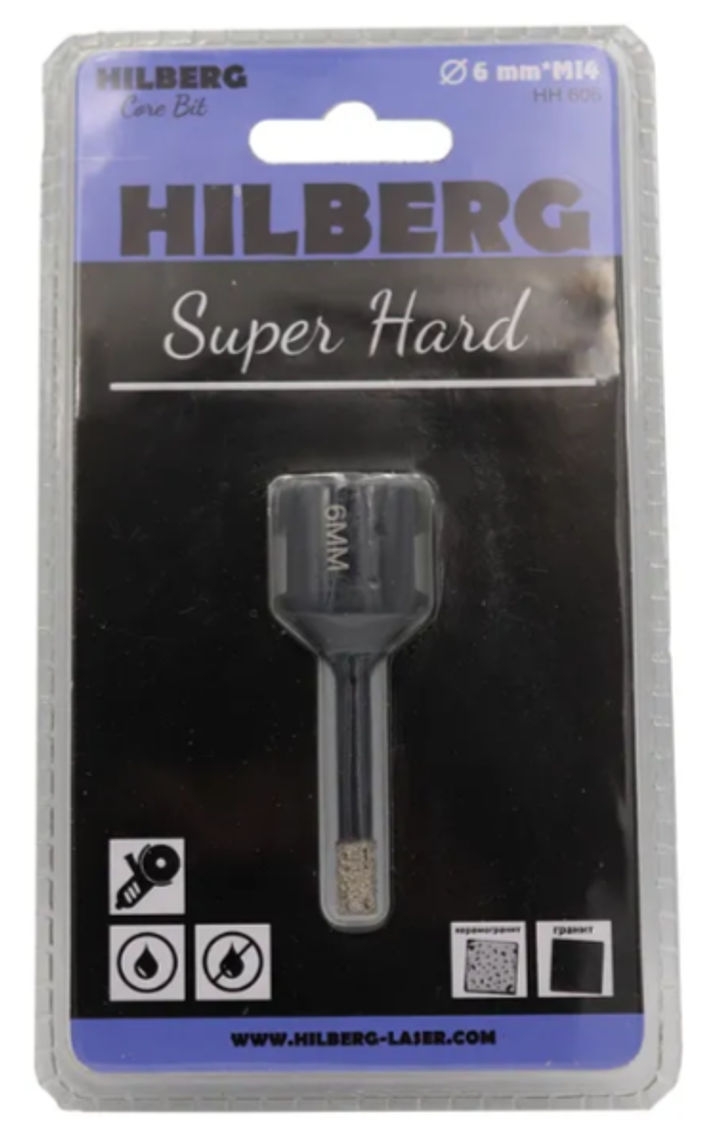 HILBERG
Core Bit
Ø 6 mm*M14
HH 606
HILBERG
Super Hard
6MM
керамогранит
гранит
WWW.HILBERG-LASER.COM